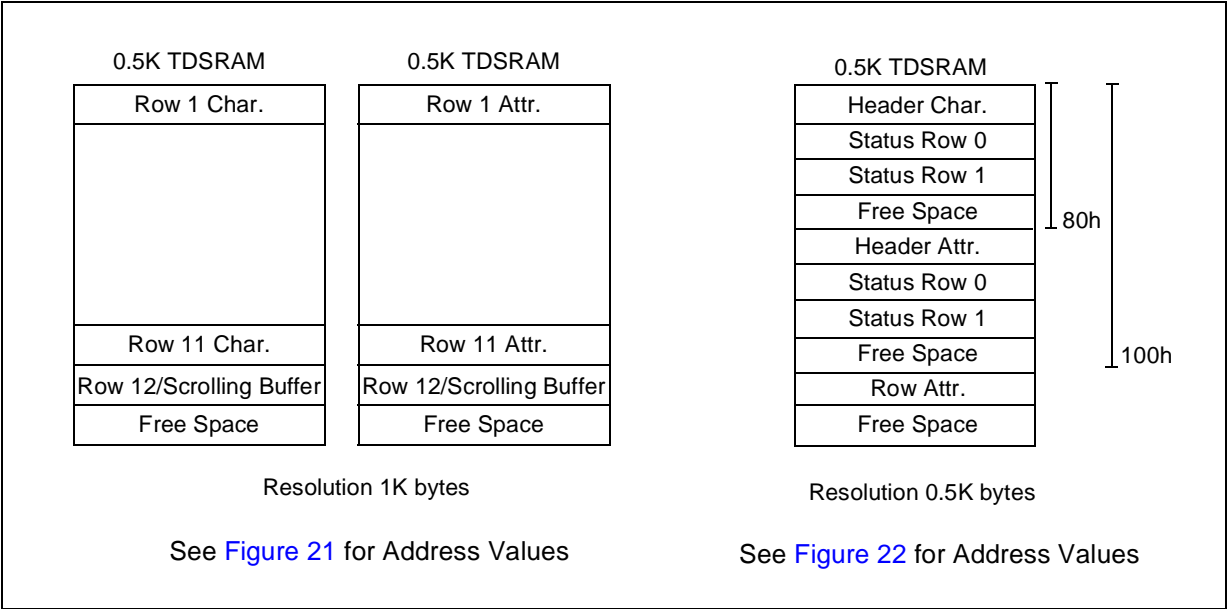 0.5K TDSRAM
Row 1 Char.
Row 11 Char.
Row 12/Scrolling Buffer
Free Space
0.5K TDSRAM
Row 1 Attr.
Row 11 Attr.
Row 12/Scrolling Buffer
Free Space
Resolution 1K bytes
See Figure 21 for Address Values
0.5K TDSRAM
Header Char.
Status Row 0
Status Row 1
Free Space
Header Attr.
Status Row 0
Status Row 1
Free Space
Row Attr.
Free Space
80h
100h
Resolution 0.5K bytes
See Figure 22 for Address Values